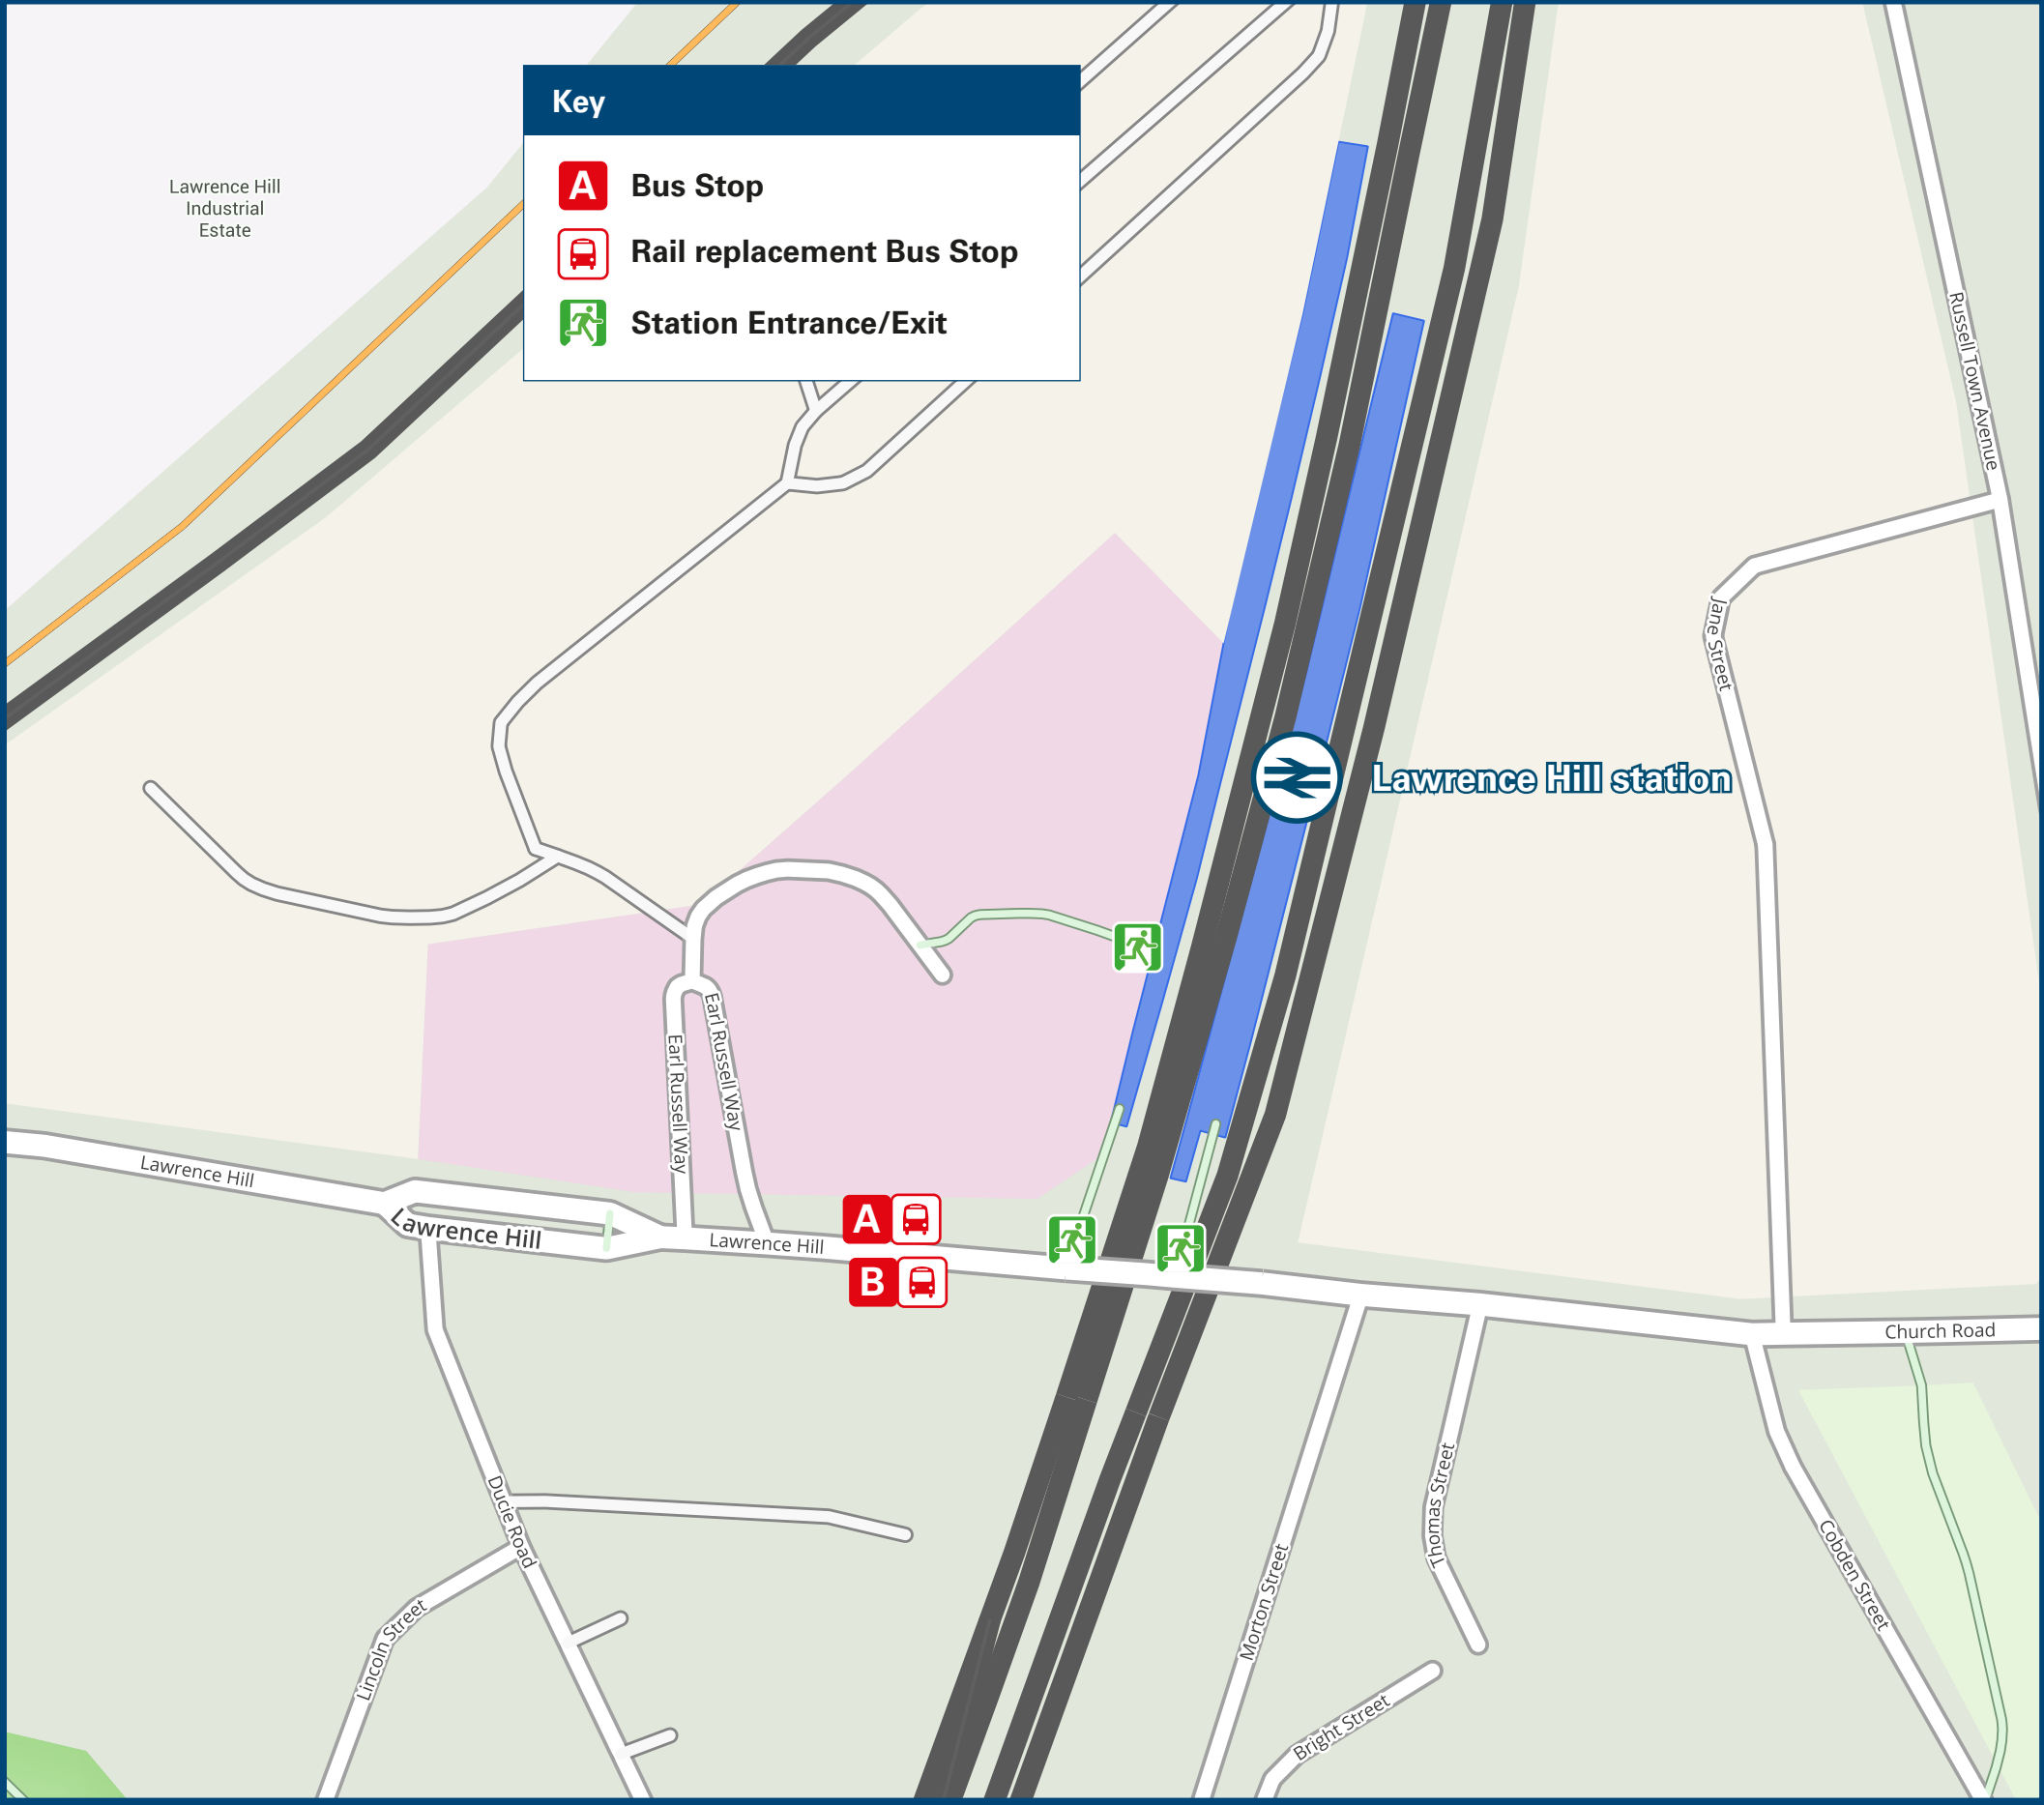 Key
A Bus Stop
Rail replacement Bus Stop
Station Entrance/Exit
Lawrence Hill
Industrial
Estate
Russell Town Avenue
Jane Street
Lawrence Hill station
Earl Russell Way
Earl Russell Way
Lawrence Hill
Lawrence Hill
Lawrence Hill
A
B
Church Road
Ducie Road
Lincoln Street
Morton Street
Thomas Street
Bright Street
Cobden Street